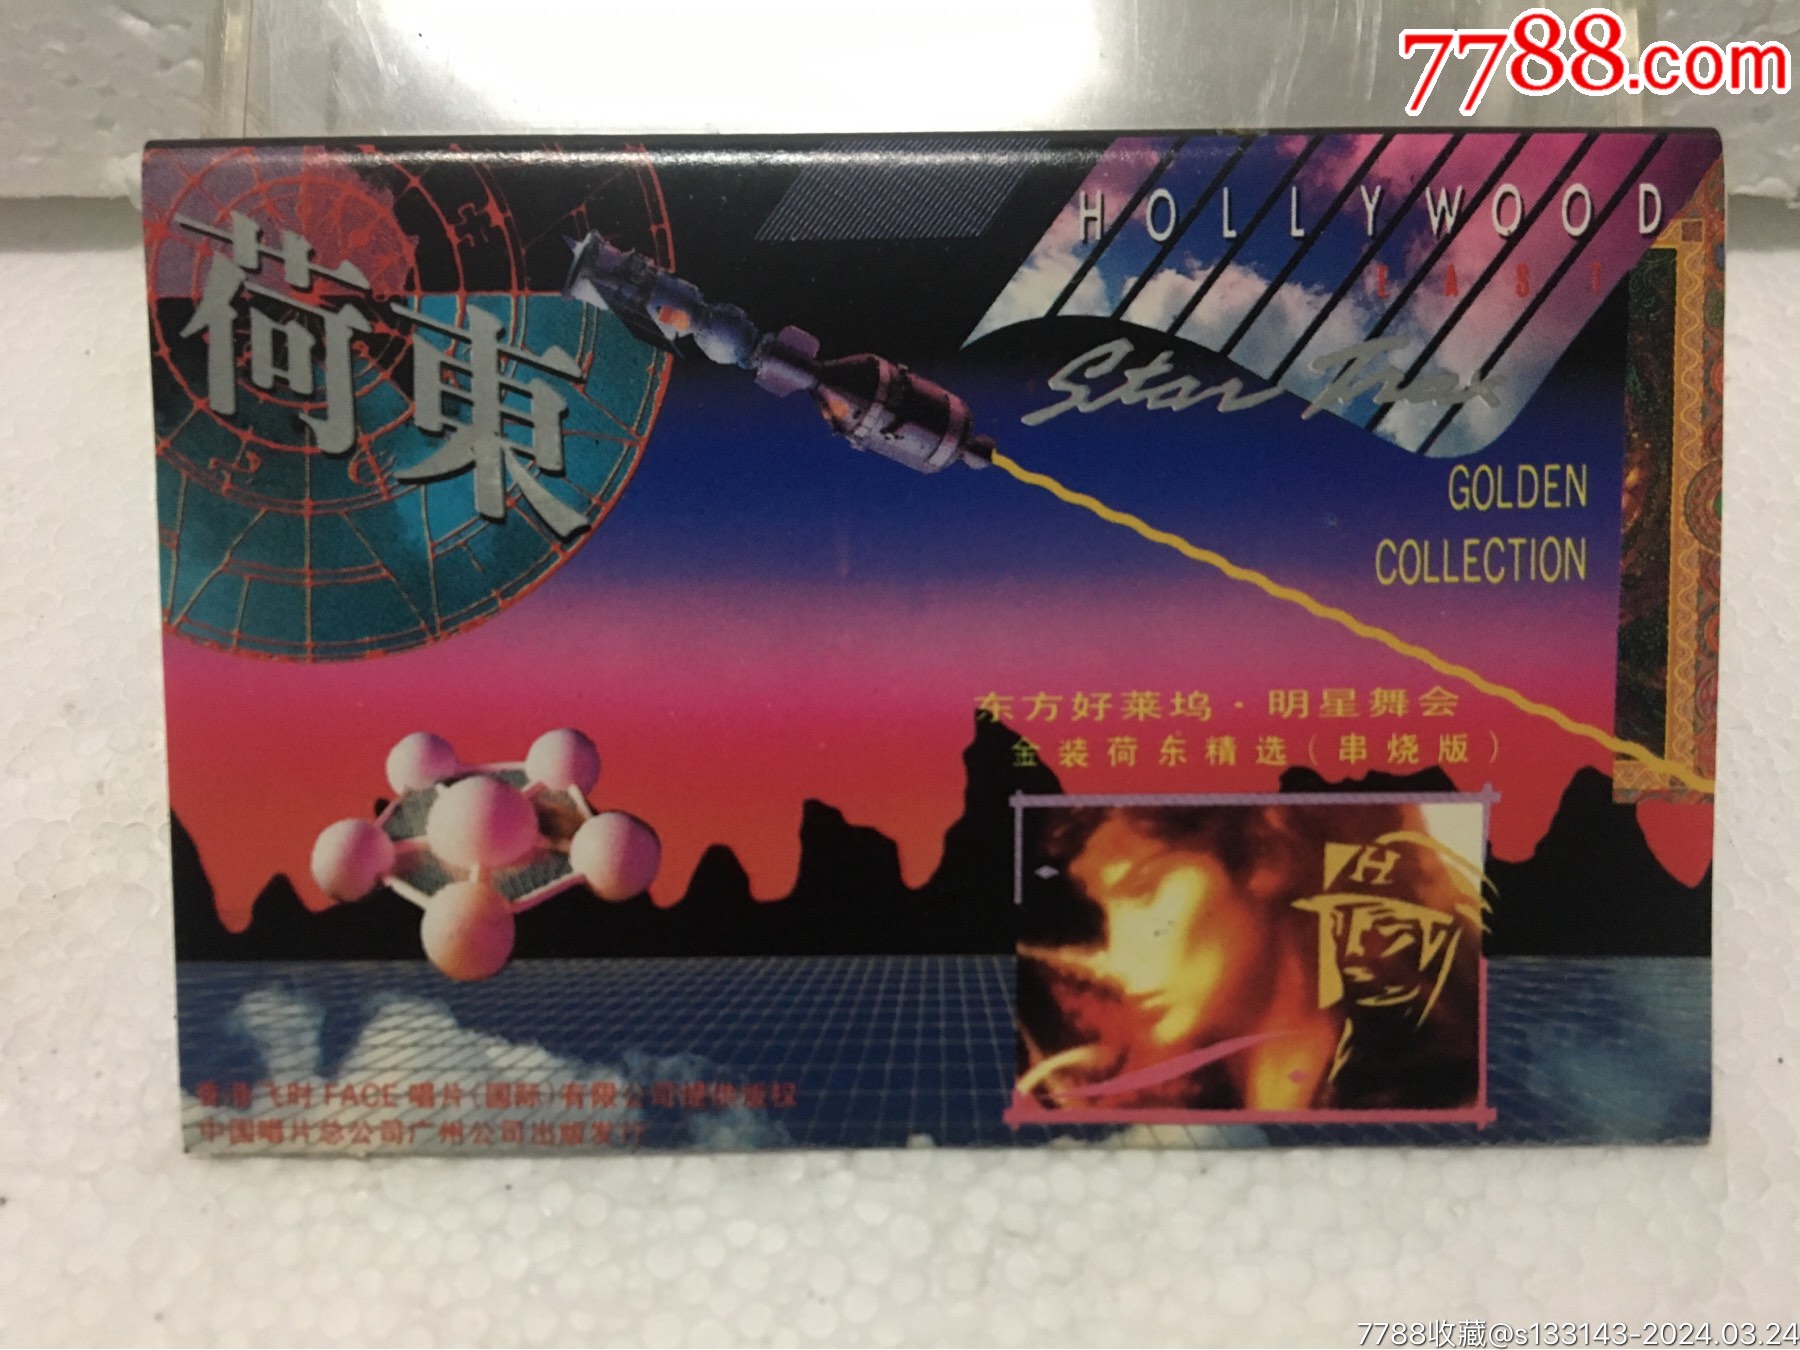 7788.com
荷東
HOLLYWOOD
EAST
Star Trax
GOLDEN
COLLECTION
东方好莱坞·明星舞会
金装荷东精选(串烧版)
H
香港飞时FACE唱片(国际)有限公司提供版权
中国唱片总公司广州公司出版发行
7788收藏@s133143-2024.03.24